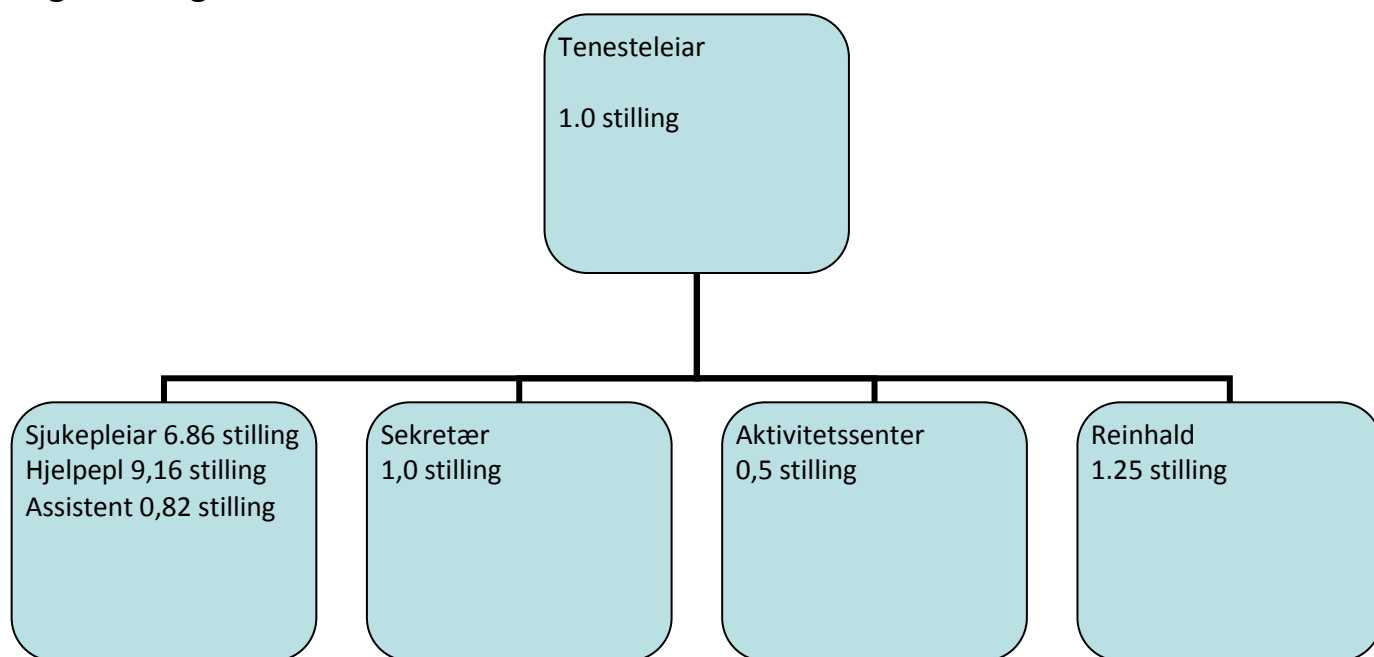 Tenesteleiar
1.0 stilling
Sjukepleiar 6.86 stilling
Hjelpepl 9,16 stilling
Assistent 0,82 stilling
Sekretær
1,0 stilling
Aktivitetssenter
0,5 stilling
Reinhald
1.25 stilling